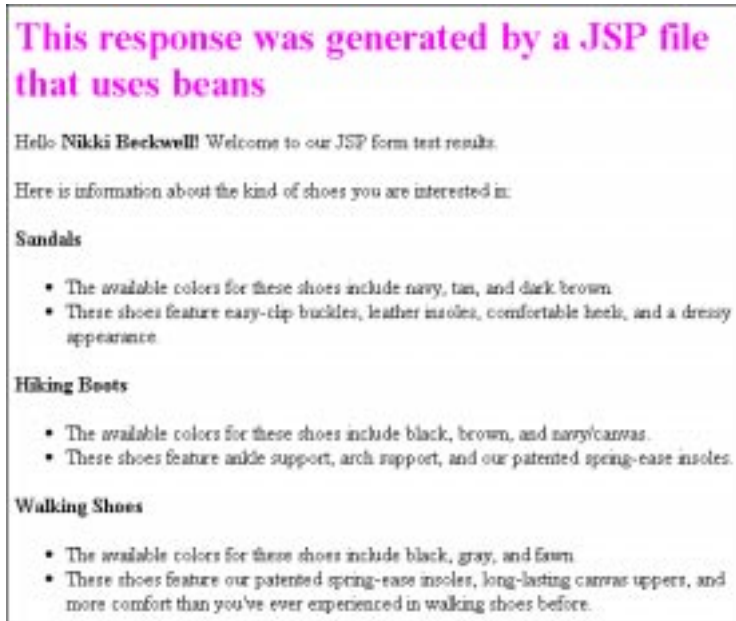 This response was generated by a JSP file
that uses beans
Hello Nikki Beckwell! Welcome to our JSP form test results.
Here is information about the kind of shoes you are interested in:
Sandals
• The available colors for these shoes include navy, tan, and dark brown.
• These shoes feature easy-clip buckles, leather insoles, comfortable heels, and a dressy
appearance.
Hiking Boots
• The available colors for these shoes include black, brown, and navy/canvas.
• These shoes feature ankle support, arch support, and our patented spring-ease insoles.
Walking Shoes
• The available colors for these shoes include black, gray, and fawn.
• These shoes feature our patented spring-ease insoles, long-lasting canvas uppers, and
more comfort than you've ever experienced in walking shoes before.